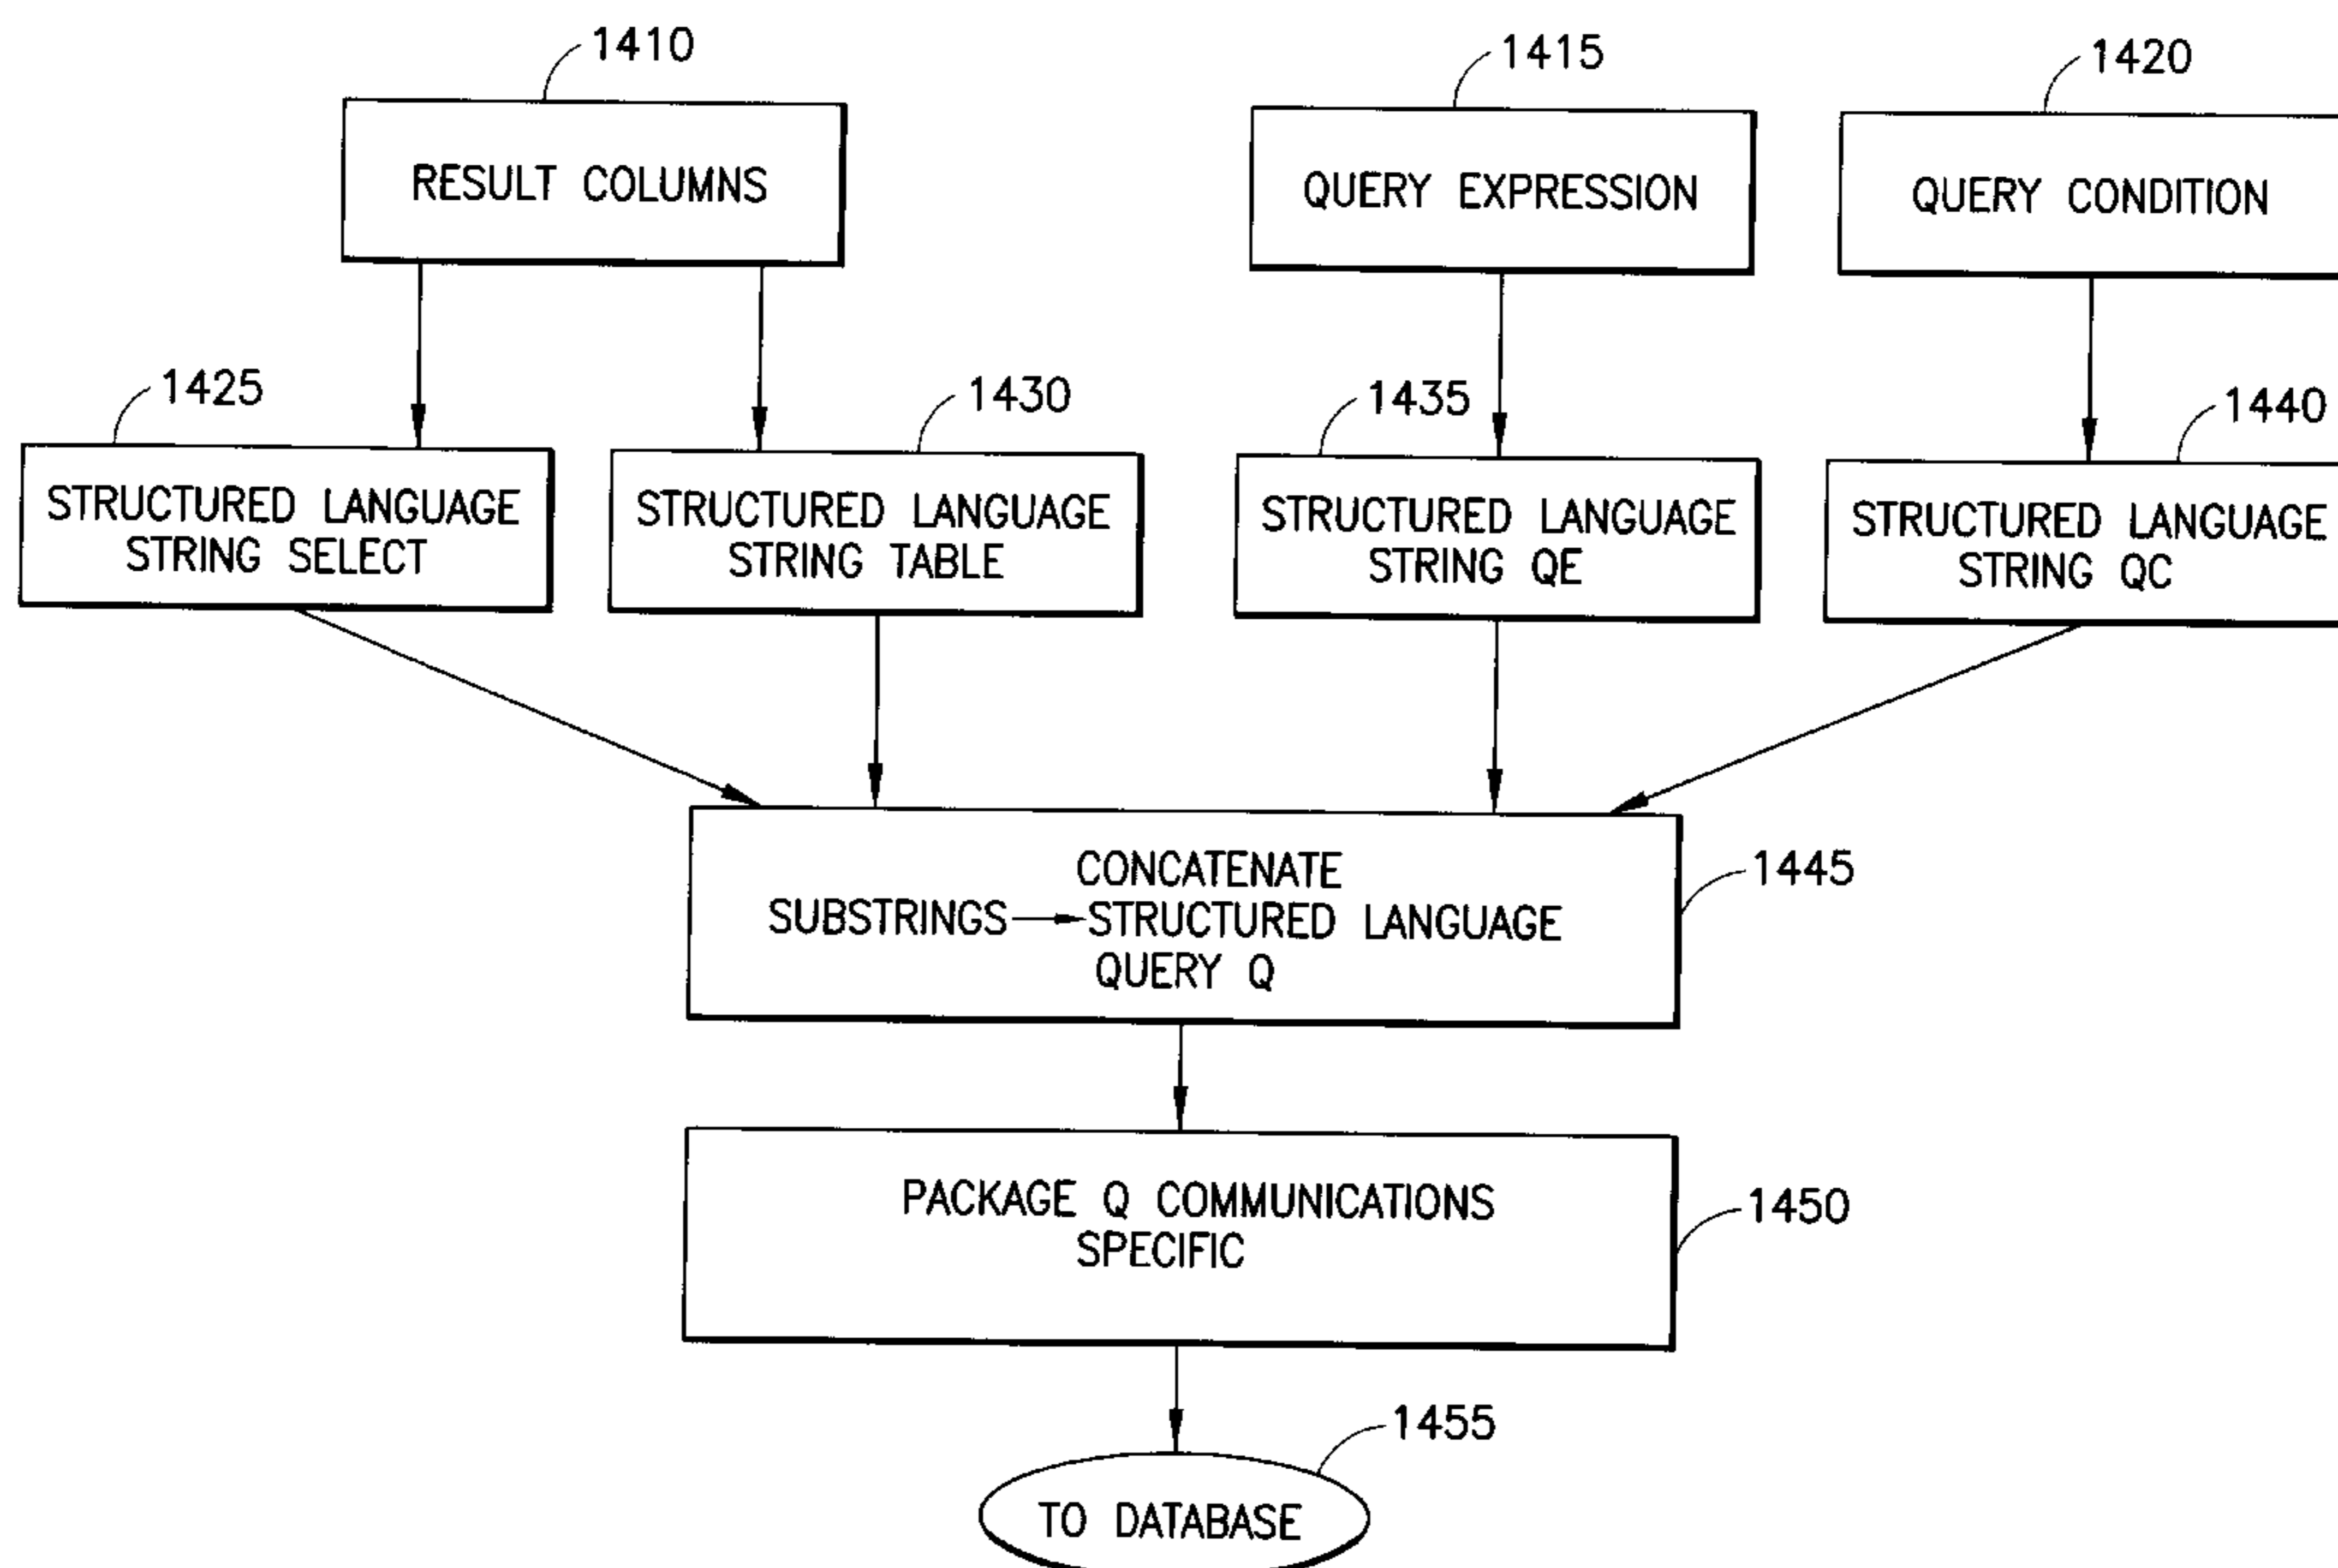 1410
1415
1420
RESULT COLUMNS
QUERY EXPRESSION
QUERY CONDITION
1425
1430
1435
1440
STRUCTURED LANGUAGE
STRING SELECT
STRUCTURED LANGUAGE
STRING TABLE
STRUCTURED LANGUAGE
STRING QE
STRUCTURED LANGUAGE
STRING QC
CONCATENATE
SUBSTRINGS → STRUCTURED LANGUAGE
QUERY Q
1445
PACKAGE Q COMMUNICATIONS
SPECIFIC
1450
1455
TO DATABASE